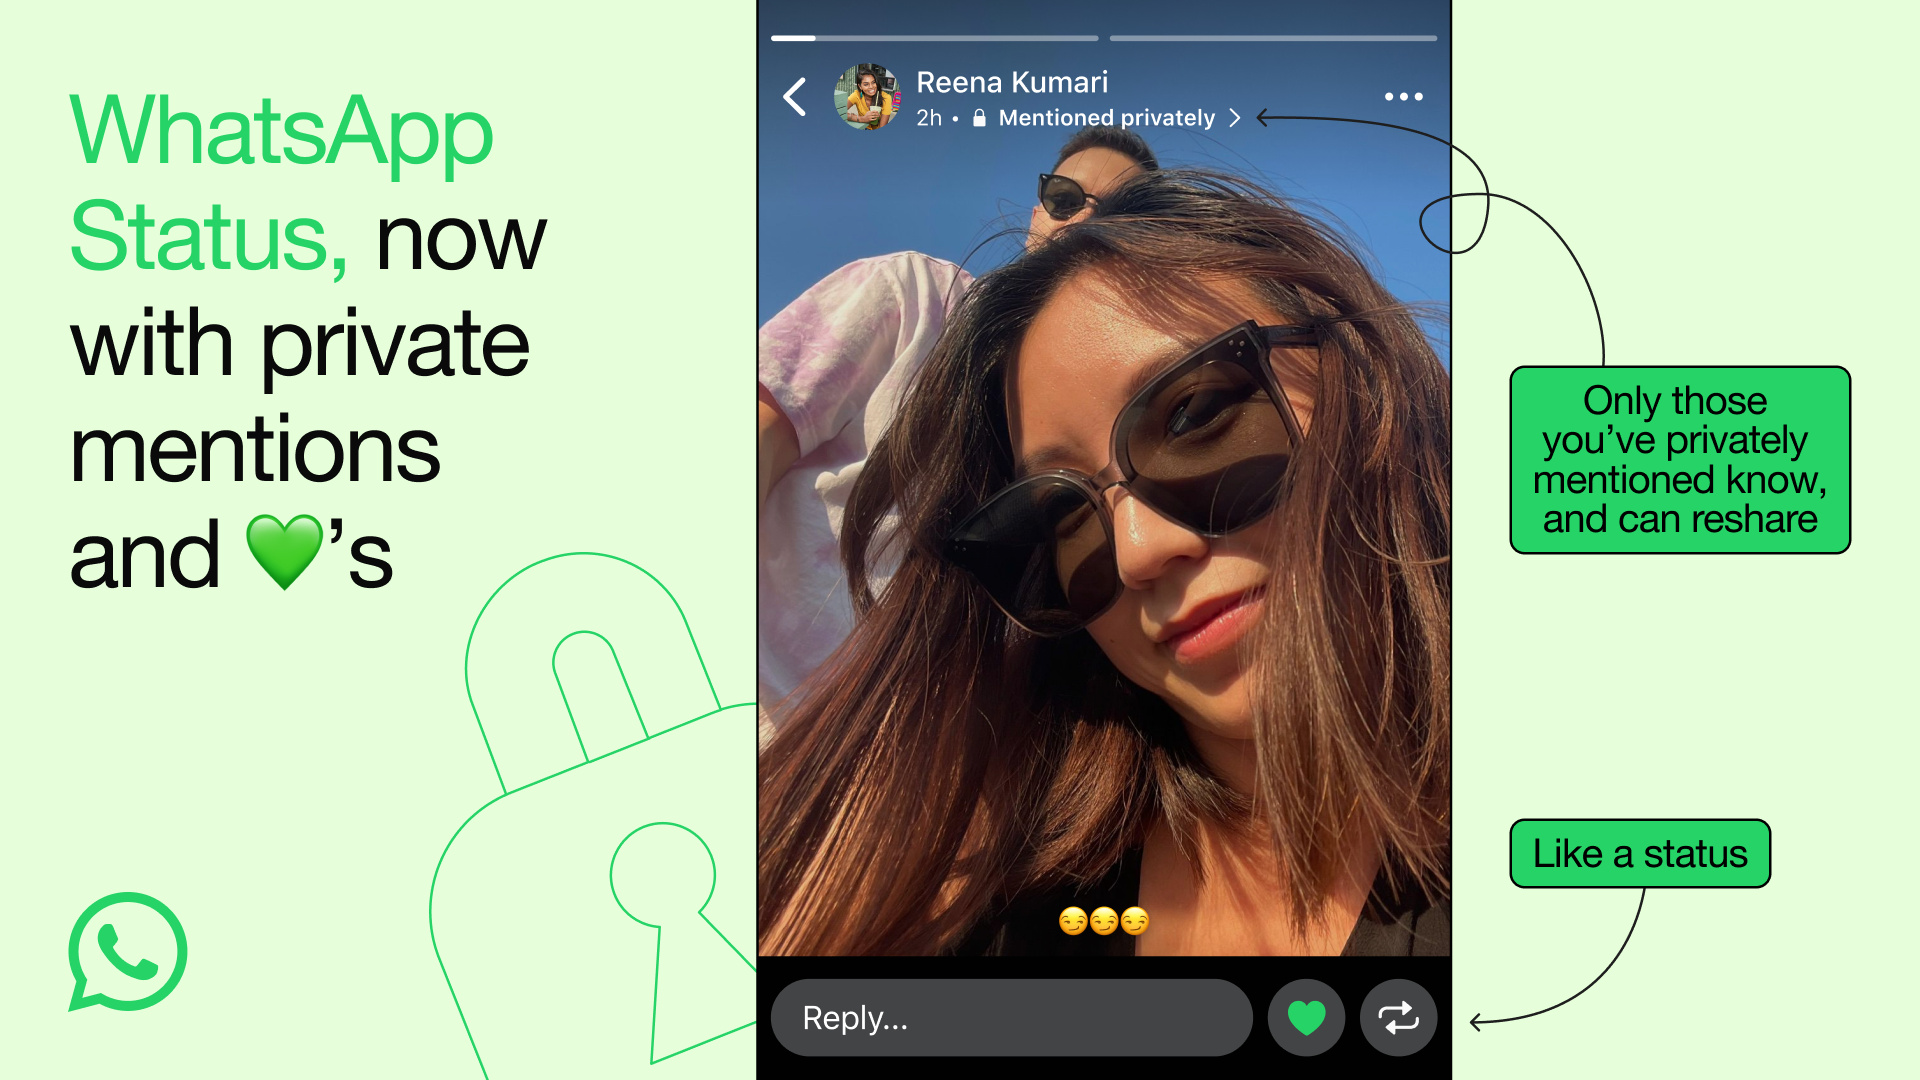 WhatsApp
Status, now
with private
mentions
and 💚’s
Reena Kumari
2h • Mentioned privately
Only those
you’ve privately
mentioned know,
and can reshare
Like a status
😏😏😏
Reply...